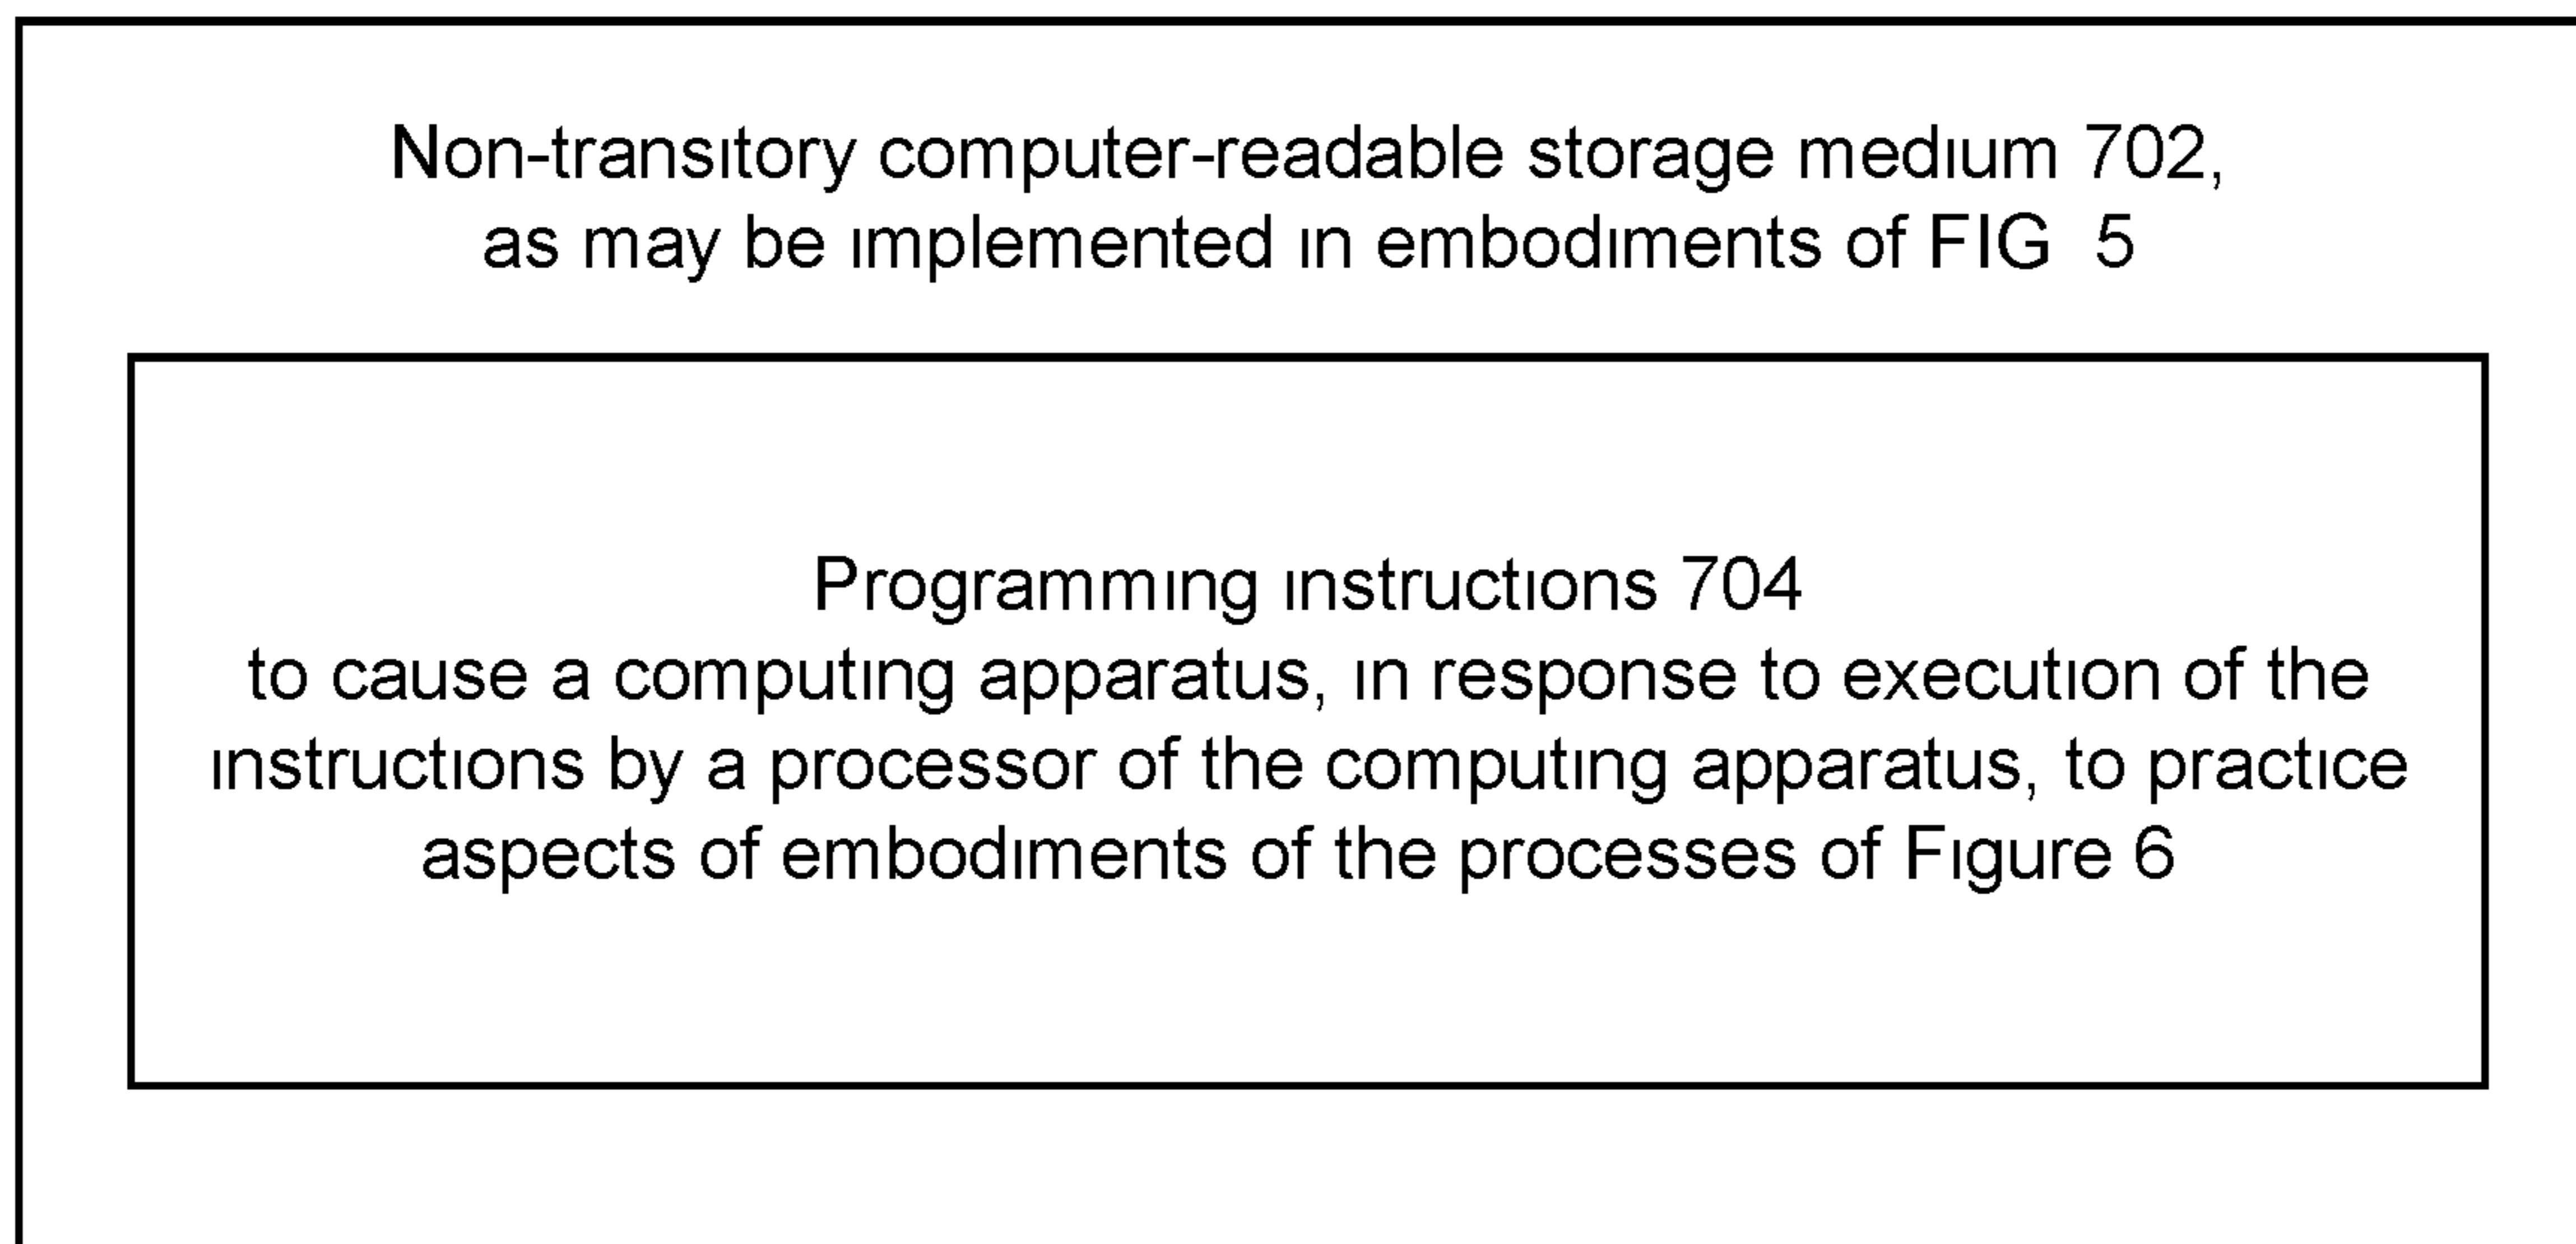 Non-transitory computer-readable storage medium 702,
as may be implemented in embodiments of FIG 5
Programming instructions 704
to cause a computing apparatus, in response to execution of the
instructions by a processor of the computing apparatus, to practice
aspects of embodiments of the processes of Figure 6